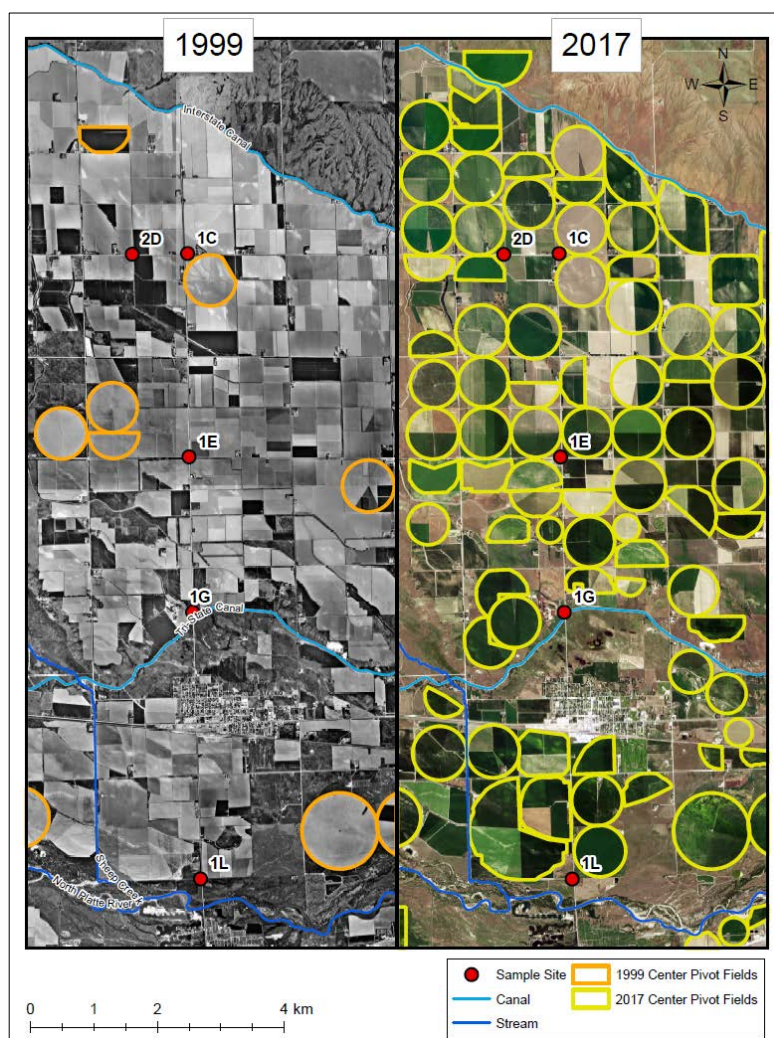 1999
2017
N
W E
S
Interstate Canal
2D
1C
2D
1C
1E
1E
1G
Tri-State Canal
1G
1L
1L
Sheep Creek
North Platte River
Sample Site
1999 Center Pivot Fields
Canal
2017 Center Pivot Fields
Stream
0 1 2 4 km